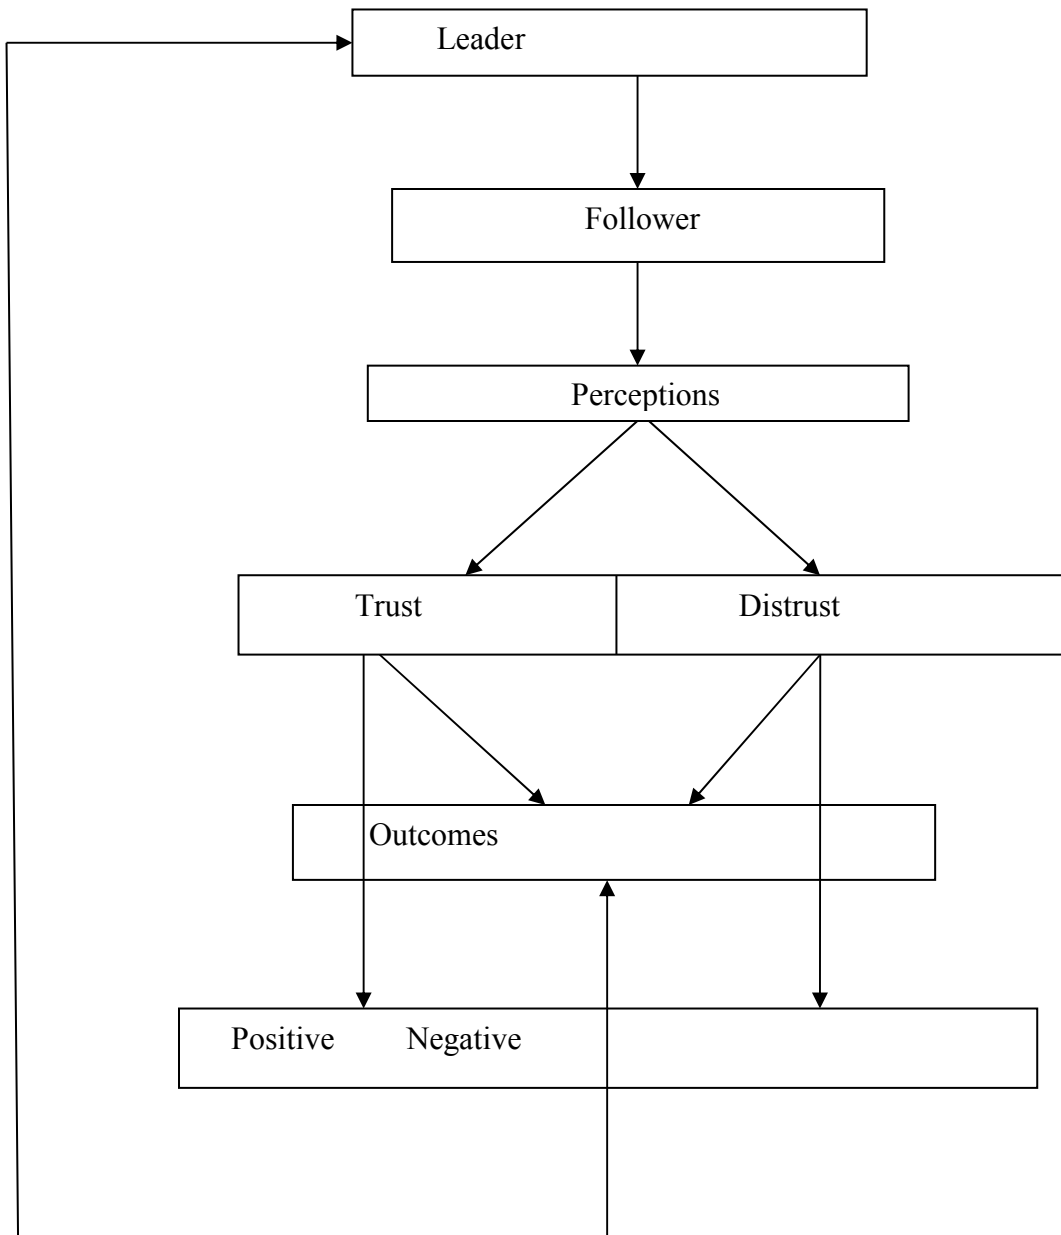 Leader
Follower
Perceptions
Trust Distrust
Outcomes
Positive Negative